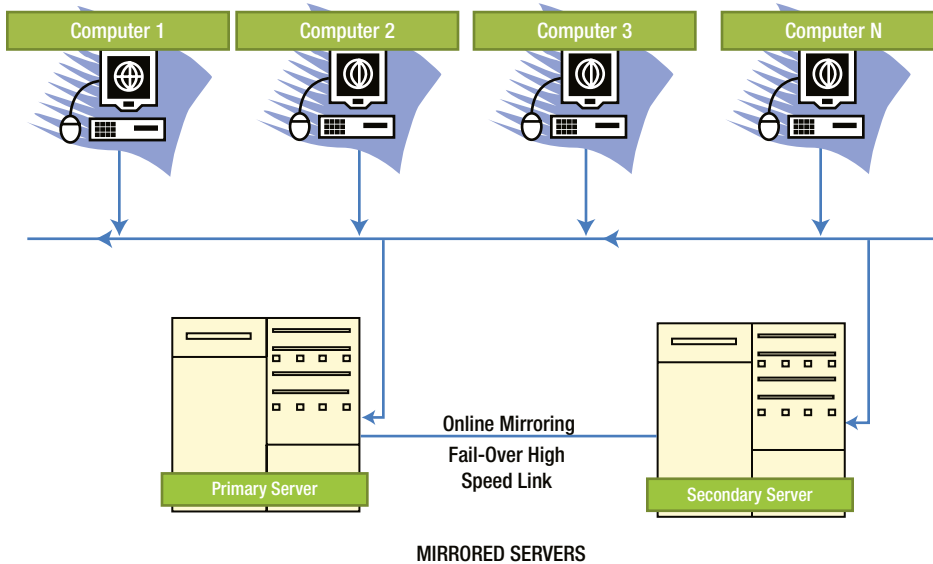 Computer 1
Computer 2
Computer 3
Computer N
Online Mirroring
Fail-Over High
Speed Link
Primary Server
Secondary Server
MIRRORED SERVERS